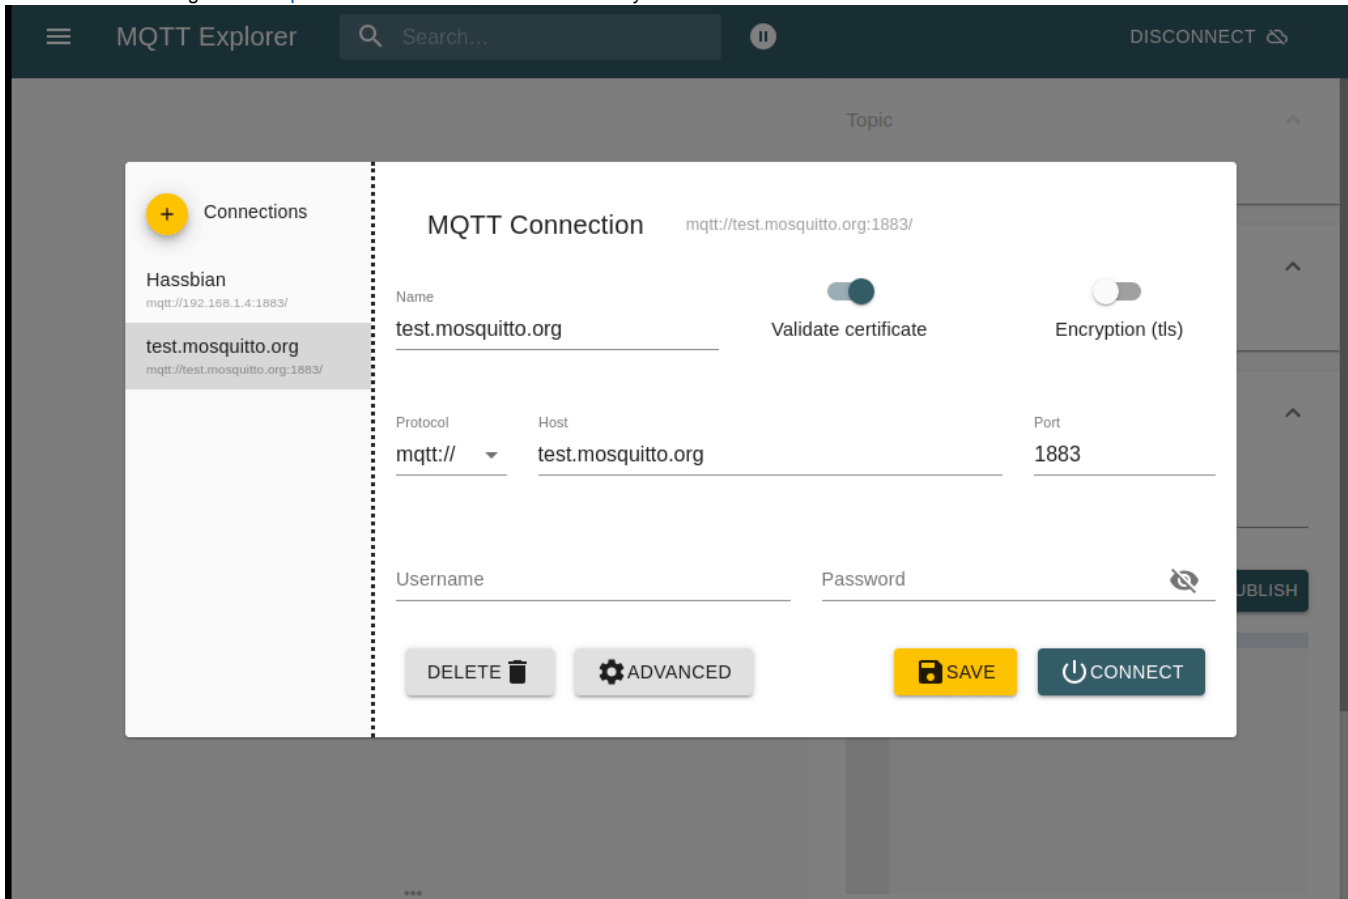 MQTT Explorer
Search...
DISCONNECT
Topic
Connections
Hassbian
mqtt://192.168.1.4:1883/
test.mosquitto.org
mqtt://test.mosquitto.org:1883/
MQTT Connection
mqtt://test.mosquitto.org:1883/
Name
test.mosquitto.org
Validate certificate
Encryption (tls)
Protocol
mqtt://
Host
test.mosquitto.org
Port
1883
Username
Password
DELETE
ADVANCED
SAVE
CONNECT
UBLISH